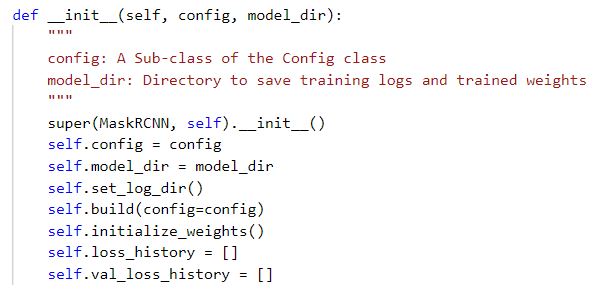 def __init__(self, config, model_dir):
    """
    config: A Sub-class of the Config class
    model_dir: Directory to save training logs and trained weights
    """
    super(MaskRCNN, self).__init__()
    self.config = config
    self.model_dir = model_dir
    self.set_log_dir()
    self.build(config=config)
    self.initialize_weights()
    self.loss_history = []
    self.val_loss_history = []